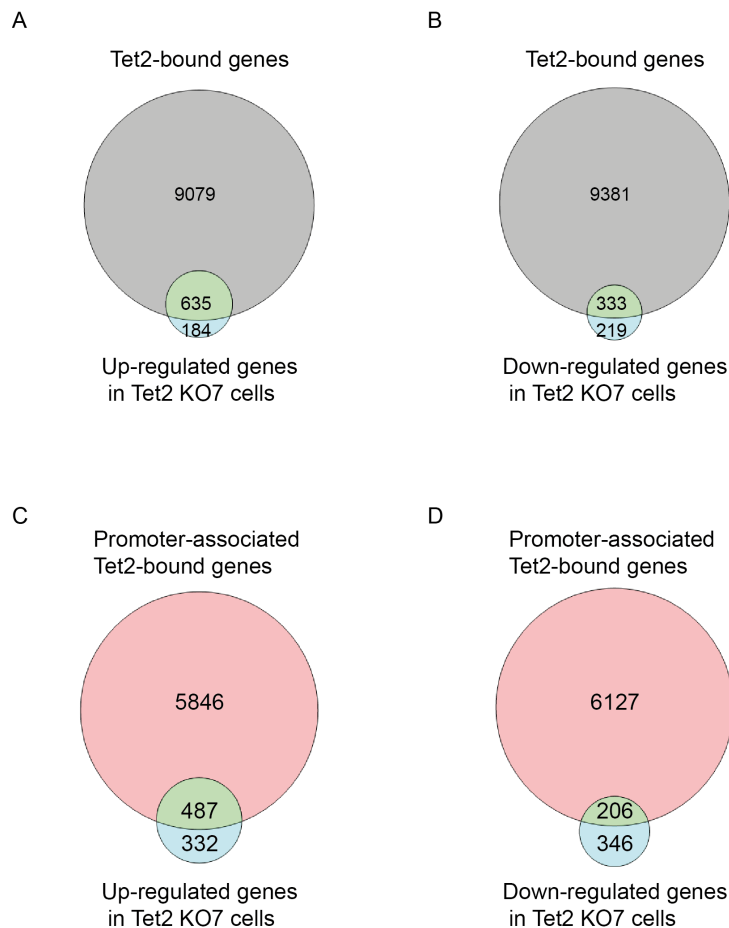 A
Tet2-bound genes
9079
635
184
Up-regulated genes
in Tet2 KO7 cells
B
Tet2-bound genes
9381
333
219
Down-regulated genes
in Tet2 KO7 cells
C
Promoter-associated
Tet2-bound genes
5846
487
332
Up-regulated genes
in Tet2 KO7 cells
D
Promoter-associated
Tet2-bound genes
6127
206
346
Down-regulated genes
in Tet2 KO7 cells